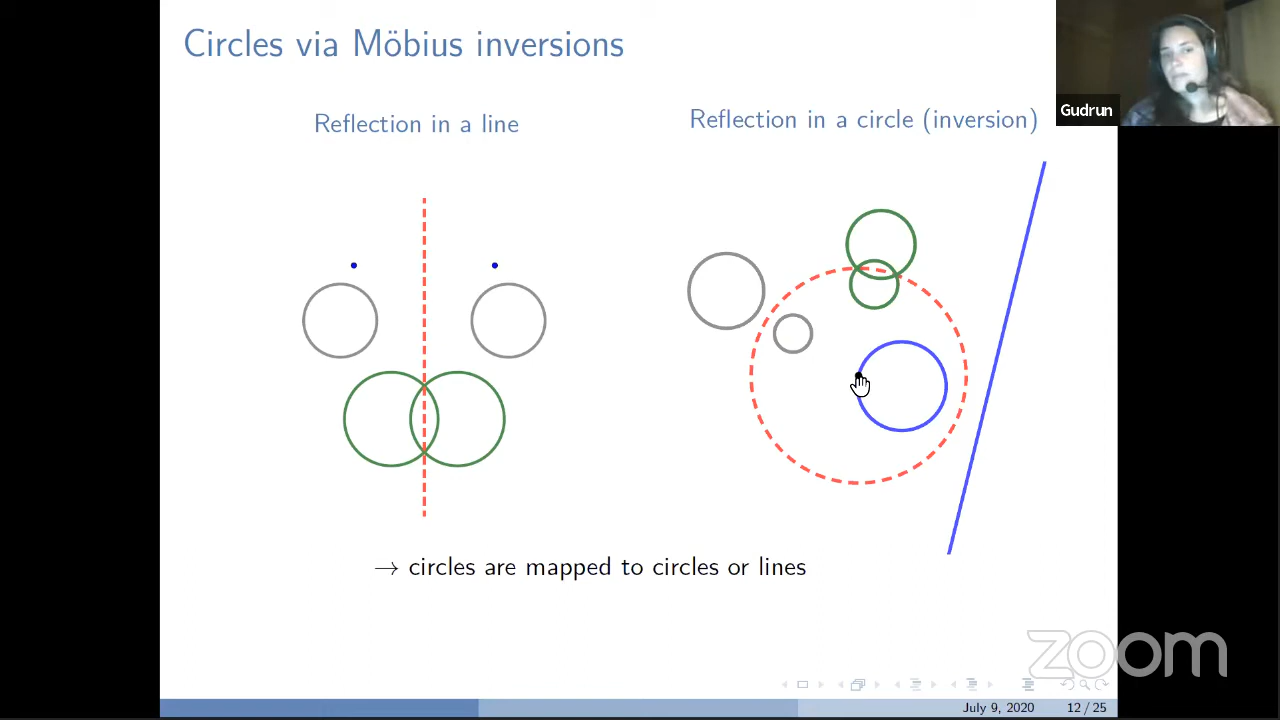 Circles via Möbius inversions
Gudrun
Reflection in a line
Reflection in a circle (inversion)
→ circles are mapped to circles or lines
zoom
July 9, 2020 12 / 25